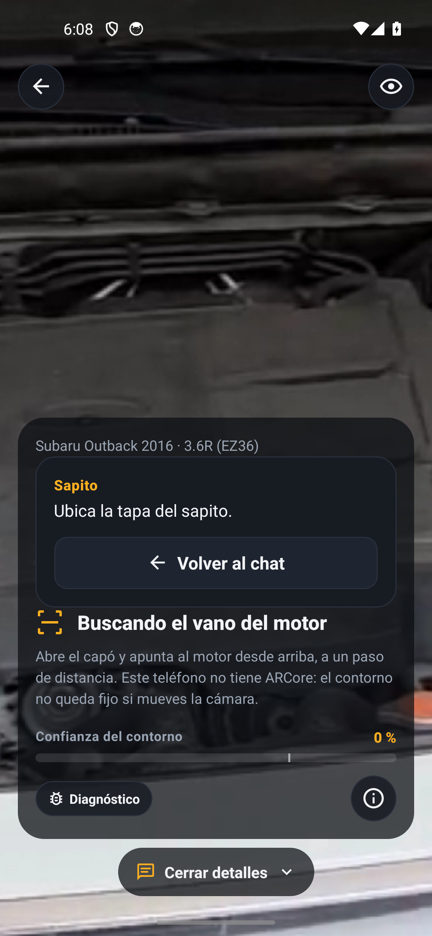 6:08
Subaru Outback 2016 · 3.6R (EZ36)
Sapito
Ubica la tapa del sapito.
Volver al chat
Buscando el vano del motor
Abre el capó y apunta al motor desde arriba, a un paso
de distancia. Este teléfono no tiene ARCore: el contorno
no queda fijo si mueves la cámara.
Confianza del contorno
0 %
Diagnóstico
Cerrar detalles